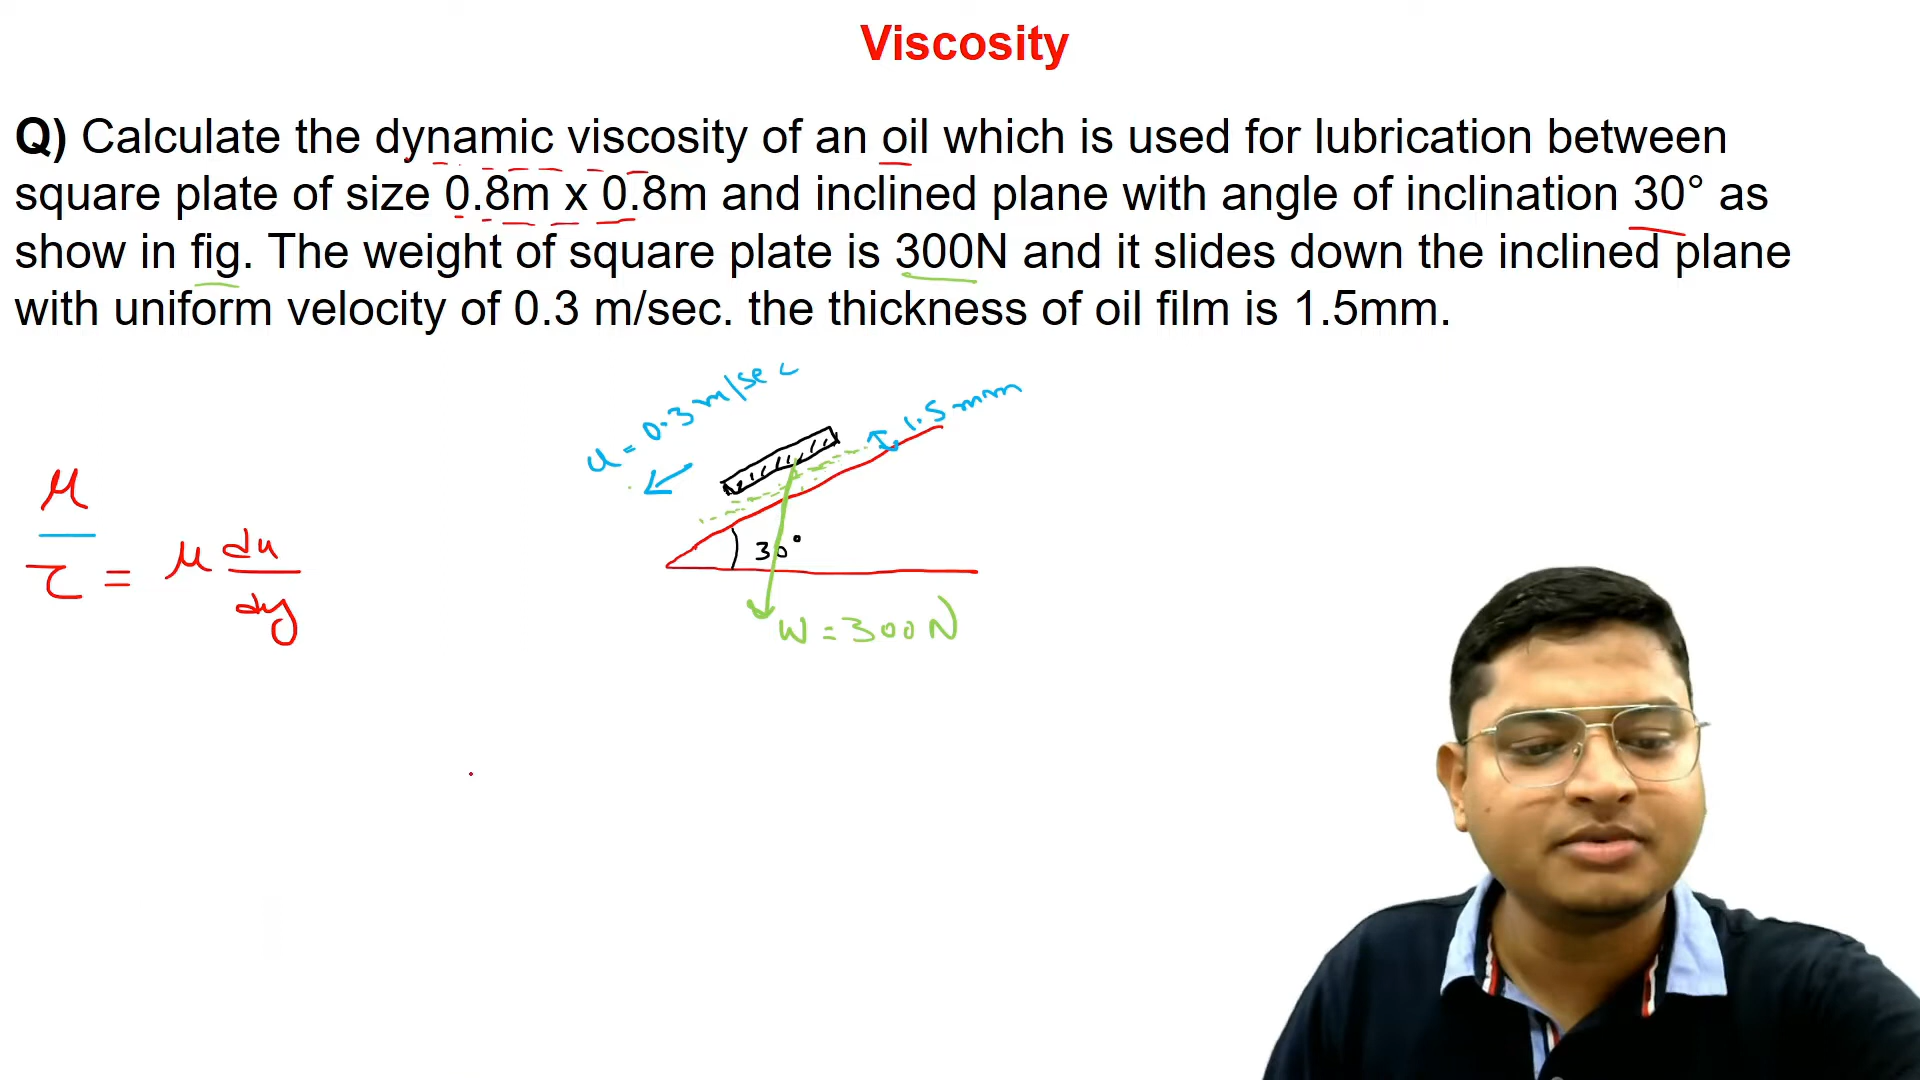 Viscosity
Q) Calculate the dynamic viscosity of an oil which is used for lubrication between
square plate of size 0.8m x 0.8m and inclined plane with angle of inclination 30° as
show in fig. The weight of square plate is 300N and it slides down the inclined plane
with uniform velocity of 0.3 m/sec. the thickness of oil film is 1.5mm.
u = 0.3 m/sec
1.5 mm
30°
W = 300N
μ
τ = μ du
dy